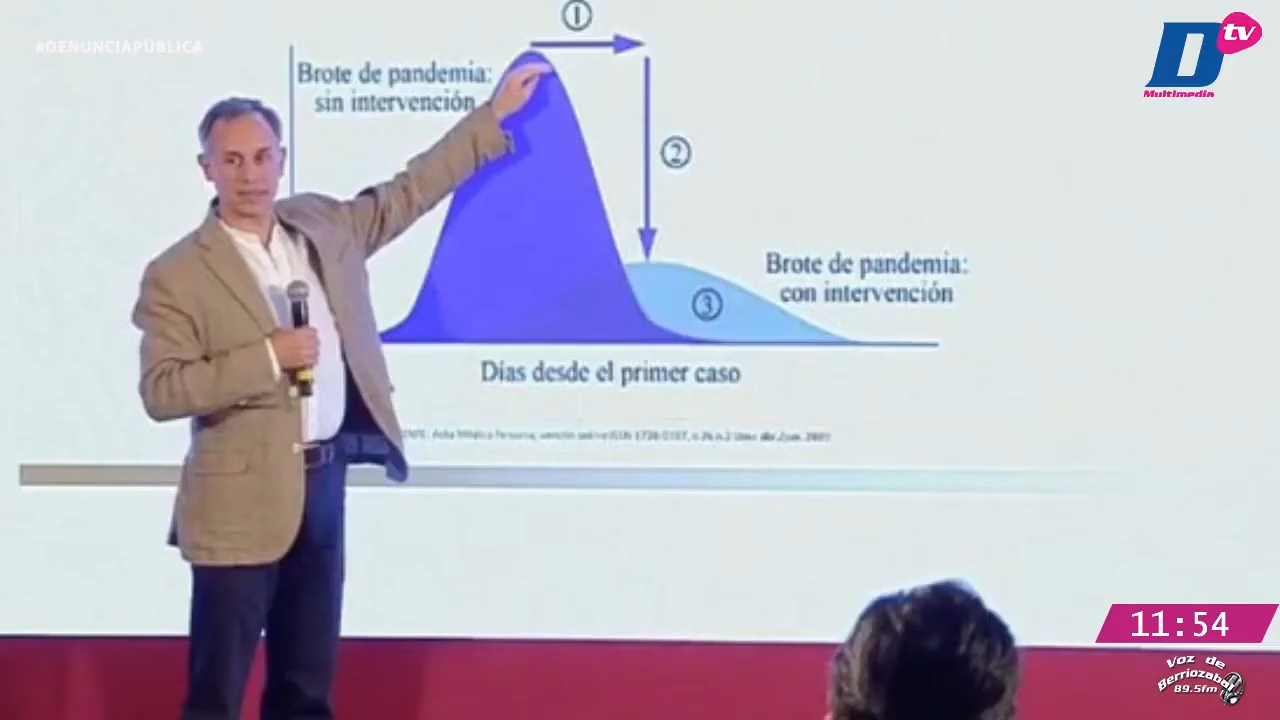 #DENUNCIAPÚBLICA
D tv
Multimedia
1
Brote de pandemia:
sin intervención
2
Brote de pandemia:
con intervención
3
Días desde el primer caso
11:54
Voz de
Berriozabal
89.5fm